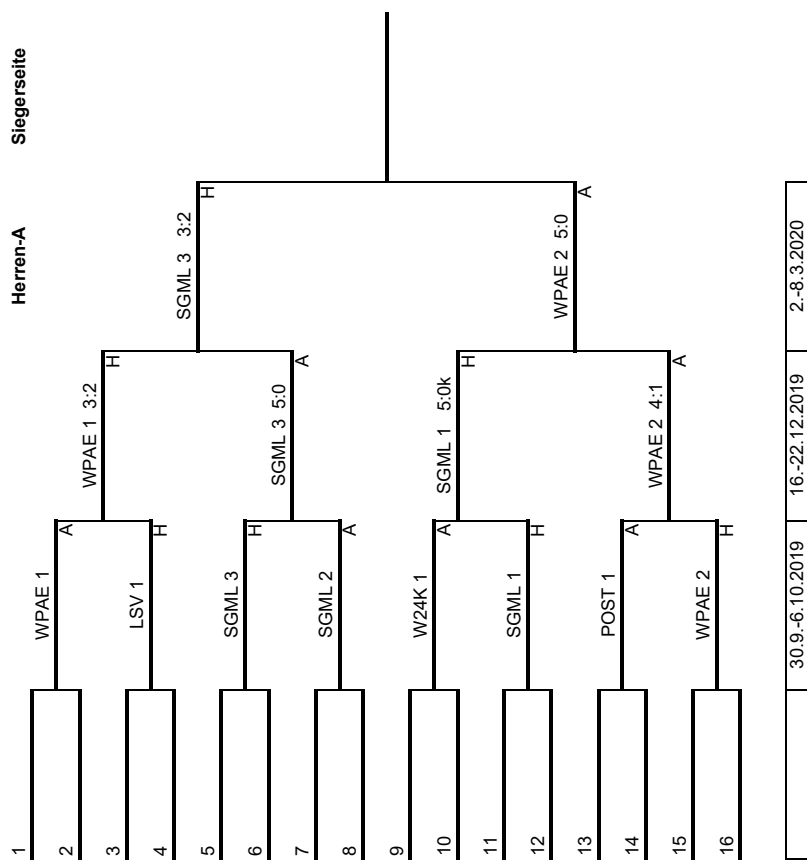 Herren-A Siegerseite
1
2
3
4
5
6
7
8
9
10
11
12
13
14
15
16
WPAE 1
A
LSV 1
H
SGML 3
H
SGML 2
A
W24K 1
A
SGML 1
H
POST 1
A
WPAE 2
H
WPAE 1 3:2
H
SGML 3 5:0
A
SGML 1 5:0k
H
WPAE 2 4:1
A
SGML 3 3:2
H
WPAE 2 5:0
A
30.9.-6.10.2019 16.-22.12.2019 2.-8.3.2020